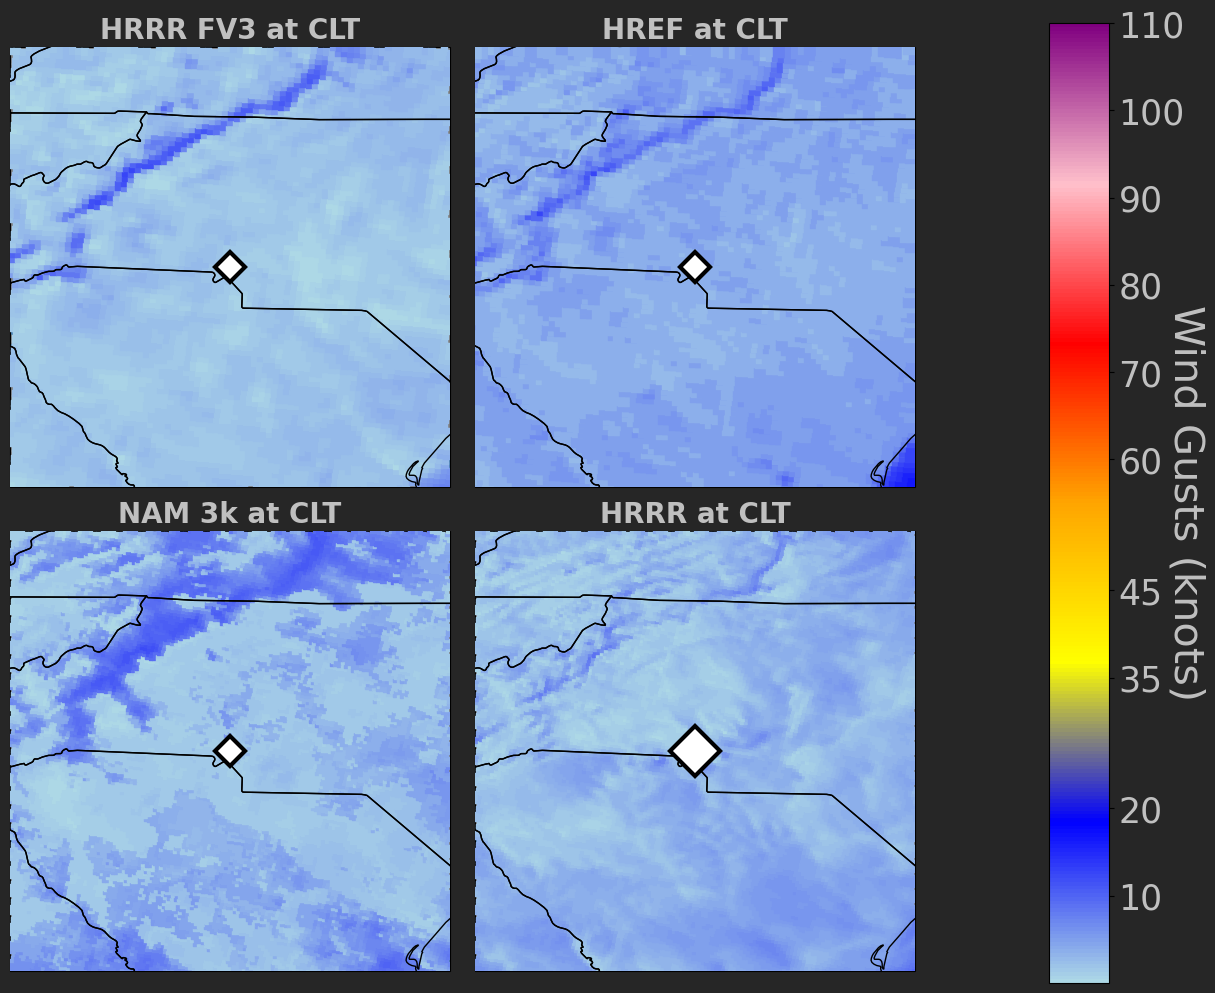 HRRR FV3 at CLT
HREF at CLT
NAM 3k at CLT
HRRR at CLT
110
100
90
80
70
60
45
35
20
10
Wind Gusts (knots)